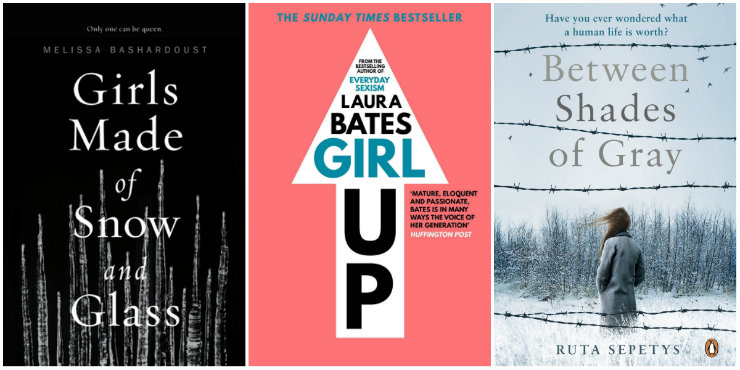 Only one can be queen.
MELISSA BASHARDOUST
Girls
Made
of
Snow
and
Glass
THE SUNDAY TIMES BESTSELLER
FROM THE
BESTSELLING
AUTHOR OF
EVERYDAY
SEXISM
LAURA
BATES
GIRL
UP
'MATURE, ELOQUENT
AND PASSIONATE,
BATES IS IN MANY
WAYS THE VOICE OF
HER GENERATION'
HUFFINGTON POST
Have you ever wondered what
a human life is worth?
Between
Shades
of Gray
RUTA SEPETYS